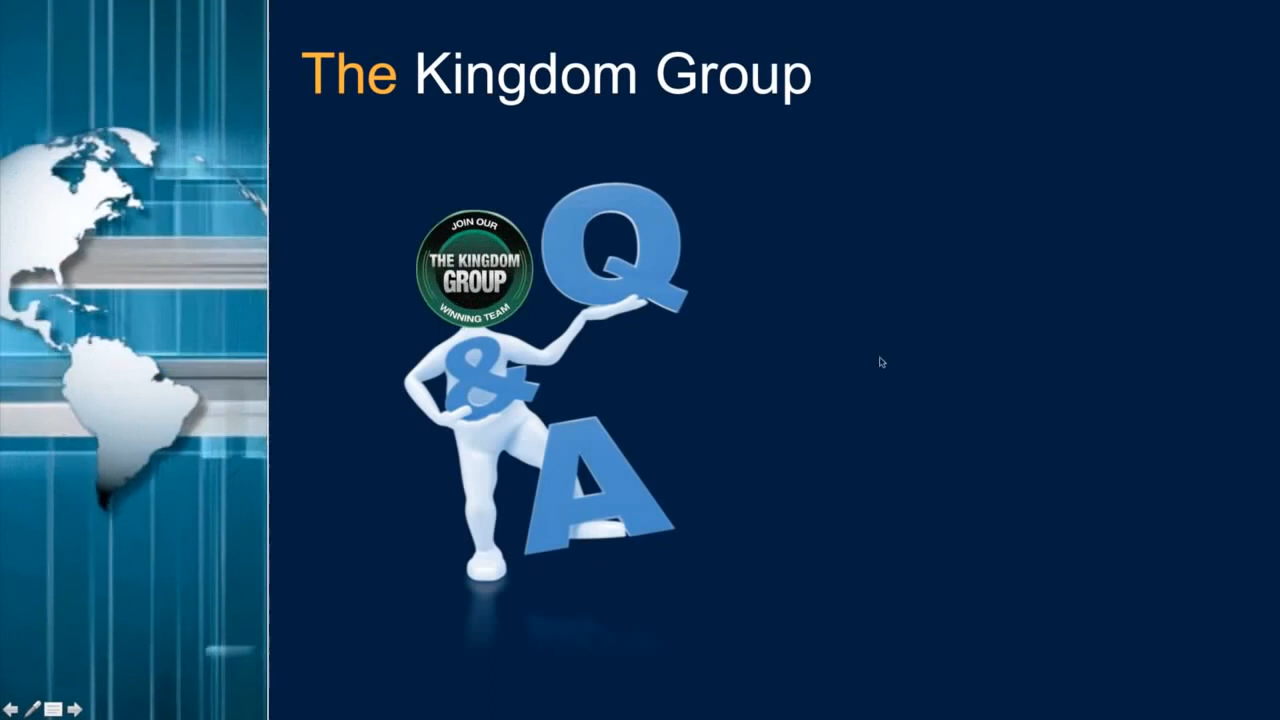 The Kingdom Group
JOIN OUR
THE KINGDOM
GROUP
WINNING TEAM
Q
&
A